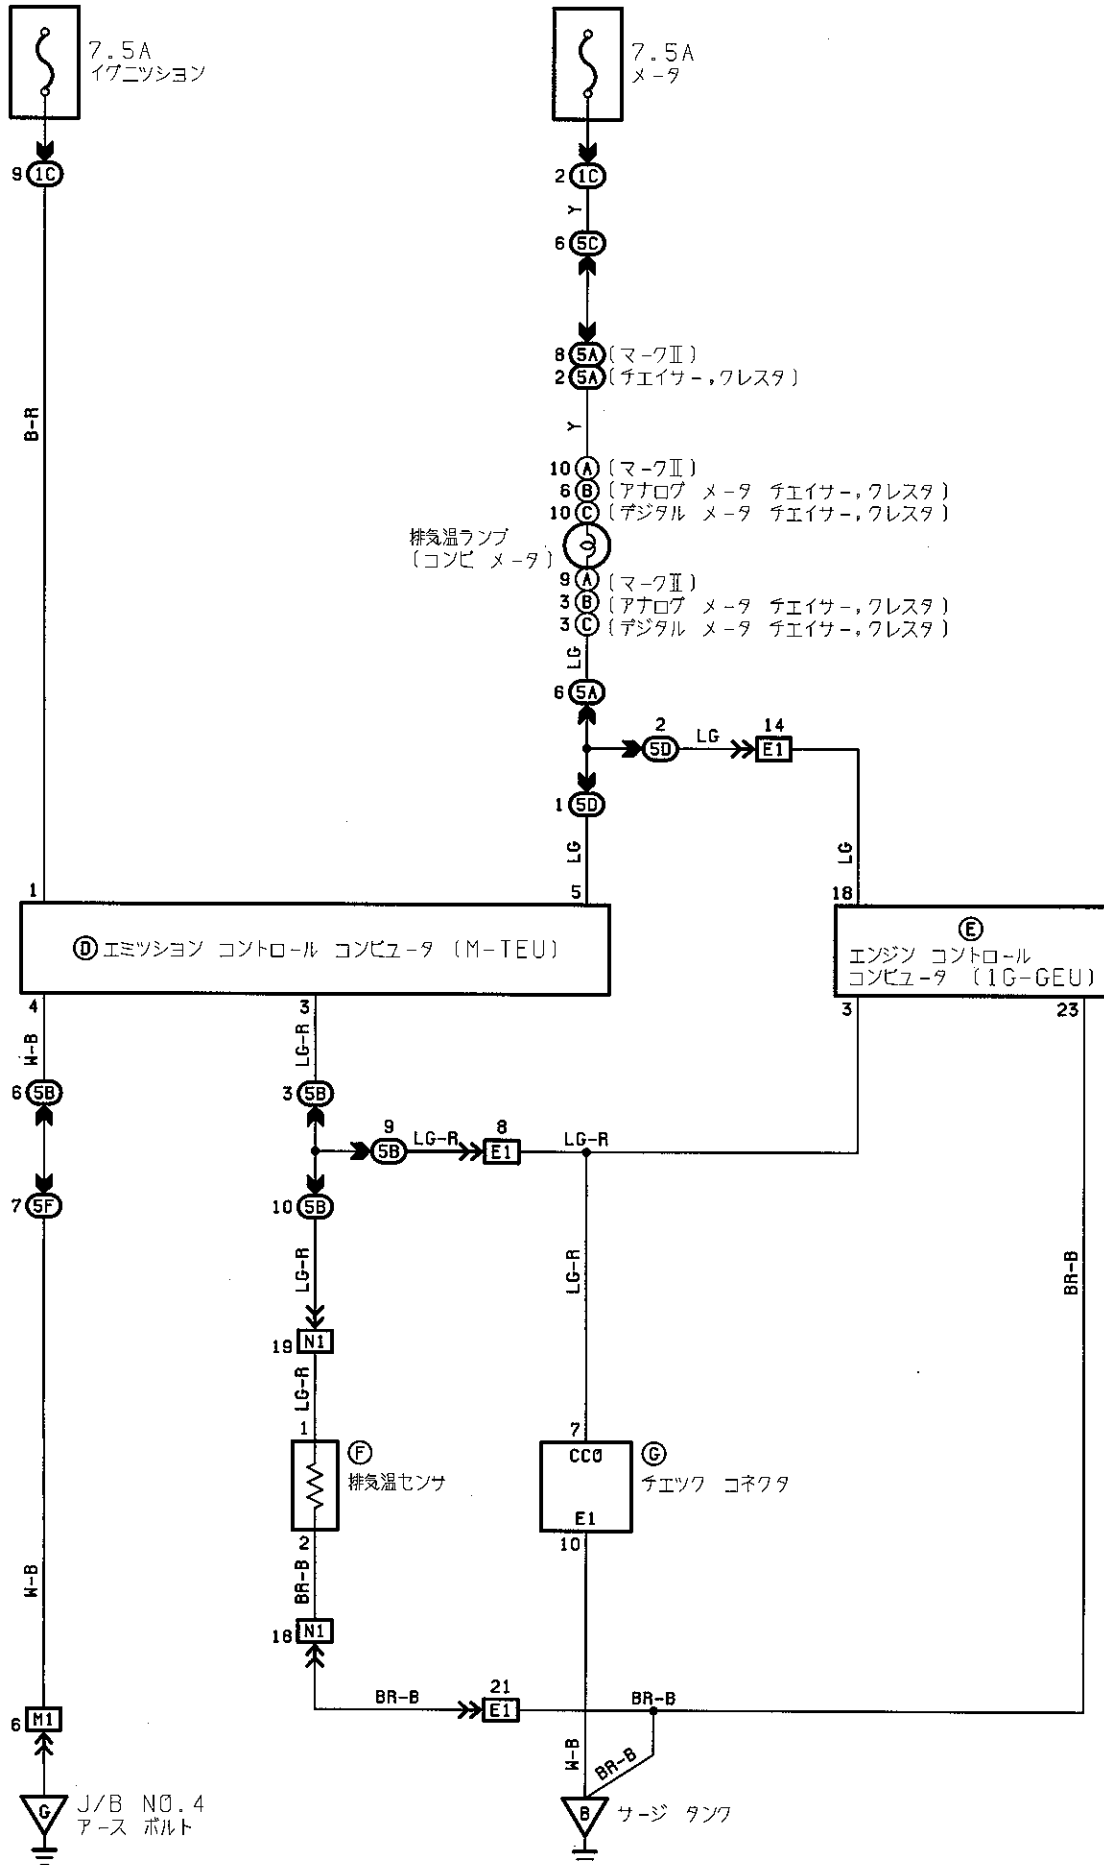 7.5A
イグニツション
7.5A
メータ
9 1C
2 1C
Y
6 5C
8 5A (マークⅡ)
2 5A (チエイサー,クレスタ)
B-R
Y
10 A (マークⅡ)
6 B (アナログ メータ チエイサー,クレスタ)
10 C (デジタル メータ チエイサー,クレスタ)
排気温ランプ
(コンビ メータ)
9 A (マークⅡ)
3 B (アナログ メータ チエイサー,クレスタ)
3 C (デジタル メータ チエイサー,クレスタ)
LG
6 5A
2
5D
LG
14
E1
1 5D
LG
LG
1
5
18
D エミツション コントロール コンピュータ (M-TEU)
E
エンジン コントロール
コンピュータ (1G-GEU)
4
3
3
23
W-B
LG-R
6 5B
3 5B
9
5B
LG-R
8
E1
LG-R
7 5F
10 5B
LG-R
LG-R
BR-B
19 N1
LG-R
1
F
排気温センサ
2
7
CCO
G
チエツク コネクタ
E1
10
BR-B
W-B
18 N1
BR-B
21
E1
BR-B
6 M1
W-B
BR-B
G
J/B NO.4
アース ボルト
B
サージ タンク